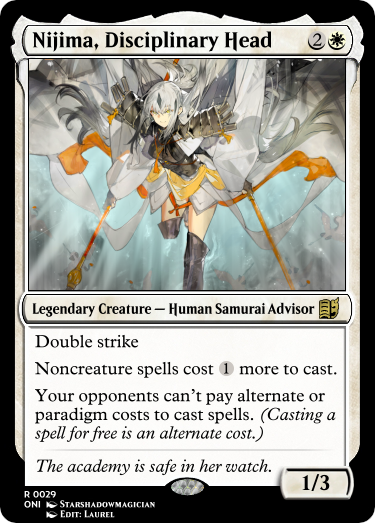 Nijima, Disciplinary Head 2
Legendary Creature — Human Samurai Advisor
Double strike
Noncreature spells cost 1 more to cast.
Your opponents can't pay alternate or
paradigm costs to cast spells. (Casting a
spell for free is an alternate cost.)
The academy is safe in her watch.
1/3
R 0029
ONI Starshadowmagician
Edit: Laurel